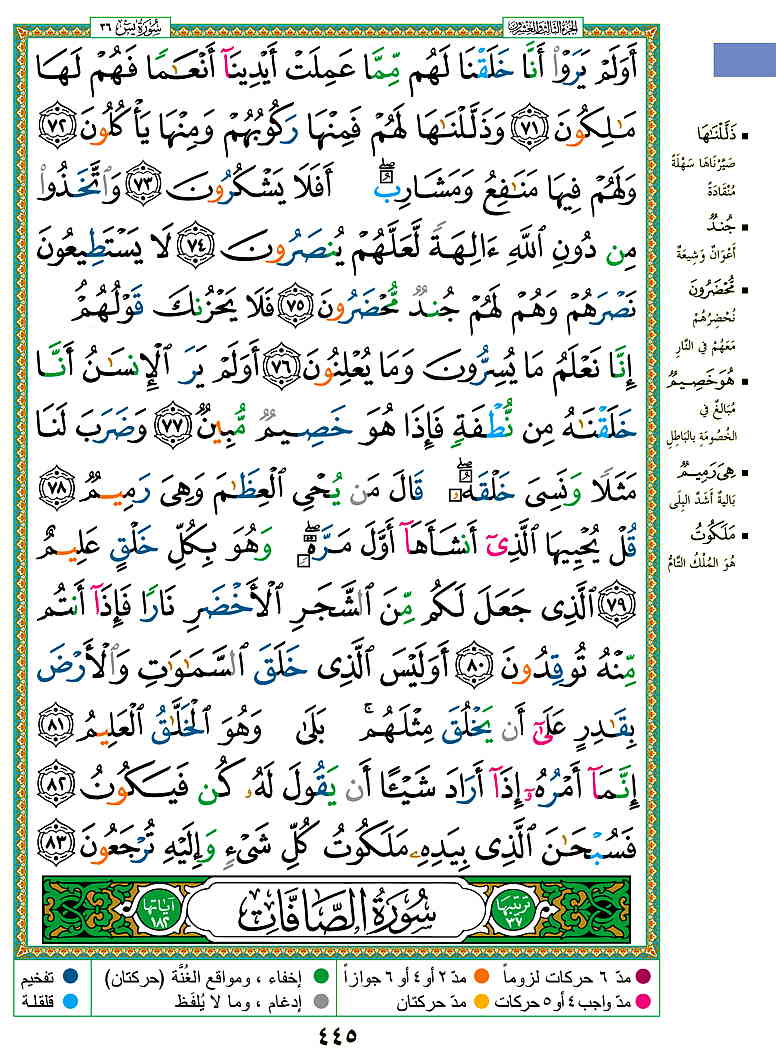 سُورَةُ يسٓ ٣٦
الجزء الثالث والعشرون
أَوَلَمْ يَرَوْا۟ أَنَّا خَلَقْنَا لَهُم مِّمَّا عَمِلَتْ أَيْدِينَآ أَنْعَٰمًا فَهُمْ لَهَا
مَٰلِكُونَ ٧١ وَذَلَّلْنَٰهَا لَهُمْ فَمِنْهَا رَكُوبُهُمْ وَمِنْهَا يَأْكُلُونَ ٧٢
وَلَهُمْ فِيهَا مَنَٰفِعُ وَمَشَارِبُ ۖ أَفَلَا يَشْكُرُونَ ٧٣ وَٱتَّخَذُوا۟
مِن دُونِ ٱللَّهِ ءَالِهَةً لَّعَلَّهُمْ يُنصَرُونَ ٧٤ لَا يَسْتَطِيعُونَ
نَصْرَهُمْ وَهُمْ لَهُمْ جُندٌ مُّحْضَرُونَ ٧٥ فَلَا يَحْزُنكَ قَوْلُهُمْ ۘ
إِنَّا نَعْلَمُ مَا يُسِرُّونَ وَمَا يُعْلِنُونَ ٧٦ أَوَلَمْ يَرَ ٱلْإِنسَٰنُ أَنَّا
خَلَقْنَٰهُ مِن نُّطْفَةٍ فَإِذَا هُوَ خَصِيمٌ مُّبِينٌ ٧٧ وَضَرَبَ لَنَا
مَثَلًا وَنَسِىَ خَلْقَهُۥ ۖ قَالَ مَن يُحْىِ ٱلْعِظَٰمَ وَهِىَ رَمِيمٌ ٧٨
قُلْ يُحْيِيهَا ٱلَّذِىٓ أَنشَأَهَآ أَوَّلَ مَرَّةٍ ۖ وَهُوَ بِكُلِّ خَلْقٍ عَلِيمٌ
٧٩ ٱلَّذِى جَعَلَ لَكُم مِّنَ ٱلشَّجَرِ ٱلْأَخْضَرِ نَارًا فَإِذَآ أَنتُم
مِّنْهُ تُوقِدُونَ ٨٠ أَوَلَيْسَ ٱلَّذِى خَلَقَ ٱلسَّمَٰوَٰتِ وَٱلْأَرْضَ
بِقَٰدِرٍ عَلَىٰٓ أَن يَخْلُقَ مِثْلَهُم ۚ بَلَىٰ وَهُوَ ٱلْخَلَّٰقُ ٱلْعَلِيمُ ٨١
إِنَّمَآ أَمْرُهُۥٓ إِذَآ أَرَادَ شَيْـًٔا أَن يَقُولَ لَهُۥ كُن فَيَكُونُ ٨٢
فَسُبْحَٰنَ ٱلَّذِى بِيَدِهِۦ مَلَكُوتُ كُلِّ شَىْءٍ وَإِلَيْهِ تُرْجَعُونَ ٨٣
ترتيبها ٣٧ سُورَةُ الصَّافَّاتِ آياتها ١٨٢
ذَلَّلْنَٰهَا
صَيَّرْنَاهَا سَهْلَةً
مُنْقَادَةً
جُندٌ
أَعْوَانٌ وَشِيعَةٌ
مُّحْضَرُونَ
نُحْضِرُهُمْ
مَعَهُمْ فِي النَّارِ
هُوَ خَصِيمٌ
مُبَالِغٌ فِي
الخُصُومَةِ بِالبَاطِلِ
هِىَ رَمِيمٌ
بَالِيَةٌ أَشَدَّ البِلَى
مَلَكُوتُ
هُوَ المُلْكُ التَّامُّ
مدّ ٦ حركات لزوماً مدّ ٢ أو ٤ أو ٦ جوازاً إخفاء ، ومواقع الغُنَّة (حركتان) تفخيم
مدّ واجب ٤ أو ٥ حركات مدّ حركتان إدغام ، وما لا يُلفَظ قلقلة
٤٤٥